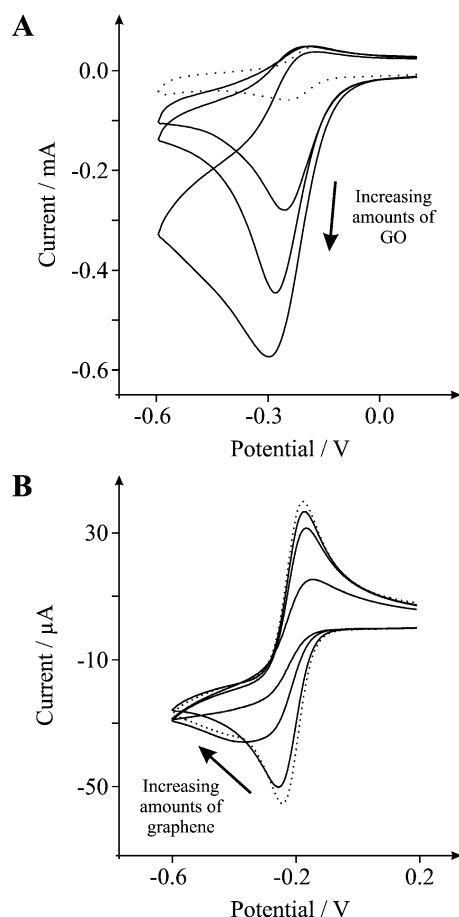 A
0.0
-0.2
-0.4
-0.6
Current / mA
Increasing
amounts of
GO
-0.6
-0.3
0.0
Potential / V
B
30
-10
-50
Current / µA
Increasing
amounts of
graphene
-0.6
-0.2
0.2
Potential / V